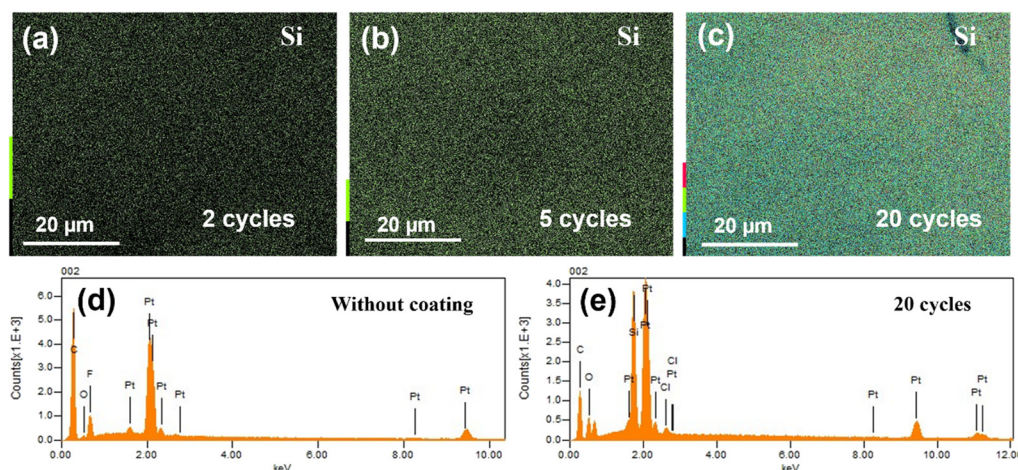 (a) Si
20 µm 2 cycles
(b) Si
20 µm 5 cycles
(c) Si
20 µm 20 cycles
002
(d) Without coating
Counts[x1.E+3]
6.0
5.0
4.0
3.0
2.0
1.0
0.0
C
O
F
Pt
Pt
Pt
Pt
Pt
Pt
Pt
0.00 2.00 4.00 6.00 8.00 10.00
keV
002
(e) 20 cycles
Counts[x1.E+3]
4.0
3.5
3.0
2.5
2.0
1.5
1.0
0.5
0.0
C
O
Pt
Si
Pt
Pt
Pt
Cl
Cl
Pt
Pt
Pt
Pt
Pt
0.00 2.00 4.00 6.00 8.00 10.00 12.00
keV